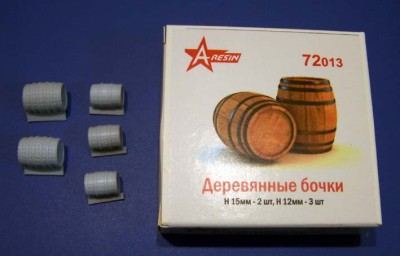 A RESIN
72013
Деревянные бочки
H 15мм - 2 шт, H 12мм - 3 шт